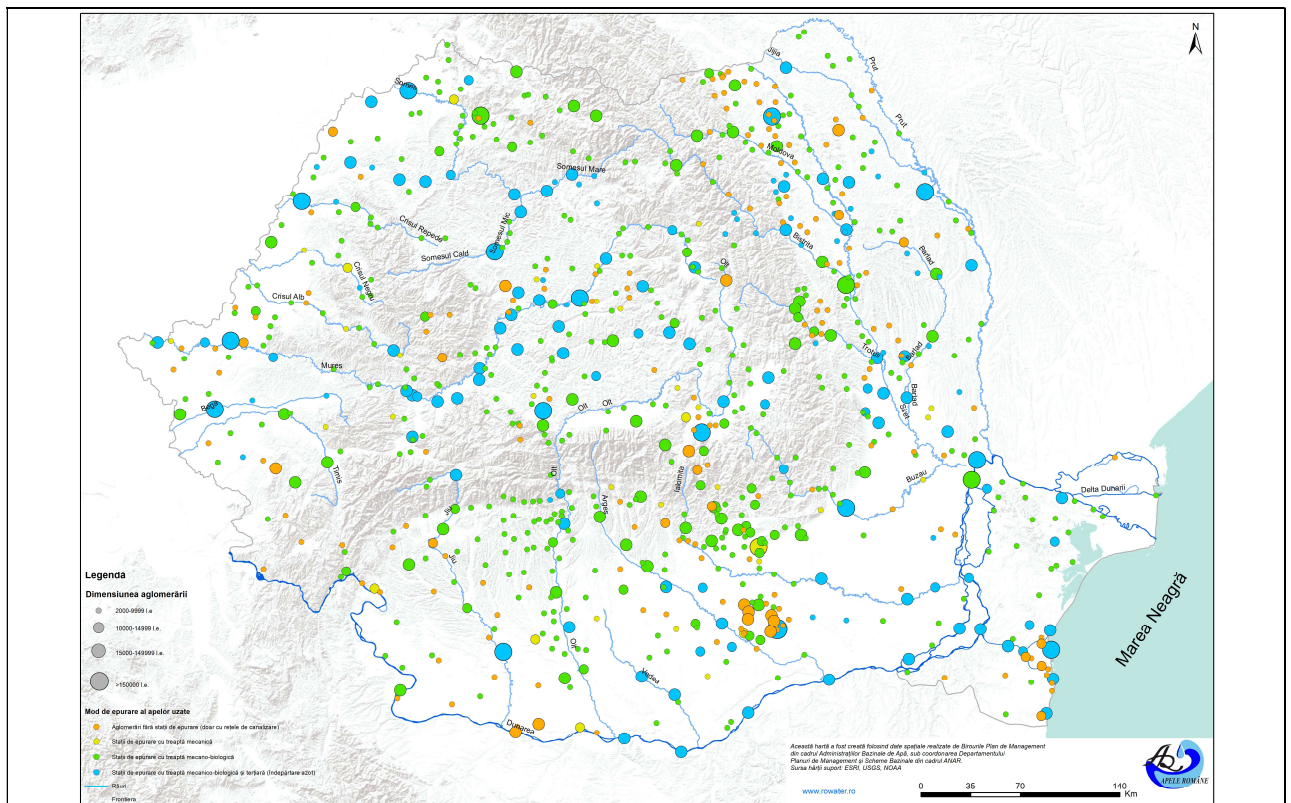 N
Jijia
Prut
Somes
Prut
Moldova
Somesul Mare
Crisul Repede
Somesul Mic
Somesul Cald
Bistrita
Barlad
Olt
Crisul Negru
Crisul Alb
Trotus
Barlad
Mures
Barlad
Siret
Bega
Olt
Olt
Timis
Olt
Ialomita
Buzau
Delta Dunarii
Arges
Jiu
Jiu
Olt
Vedea
Dunarea
Marea Neagră
Legenda
Dimensiunea aglomerării
2000-9999 l.e
10000-14999 l.e.
15000-149999 l.e.
>150000 l.e.
Mod de epurare al apelor uzate
Aglomerări fără stații de epurare (doar cu rețele de canalizare)
Stații de epurare cu treaptă mecanică
Stații de epurare cu treaptă mecano-biologică
Stații de epurare cu treaptă mecanico-biologică și terțiară (îndepărtare azot)
Râuri
Frontiera
Această hartă a fost creată folosind date spațiale realizate de Birourile Plan de Management
din cadrul Administrațiilor Bazinale de Apă, sub coordonarea Departamentului
Planuri de Management și Scheme Bazinale din cadrul ANAR.
Sursa hărții suport: ESRI, USGS, NOAA
www.rowater.ro
0 35 70 140
Km
APELE ROMÂNE